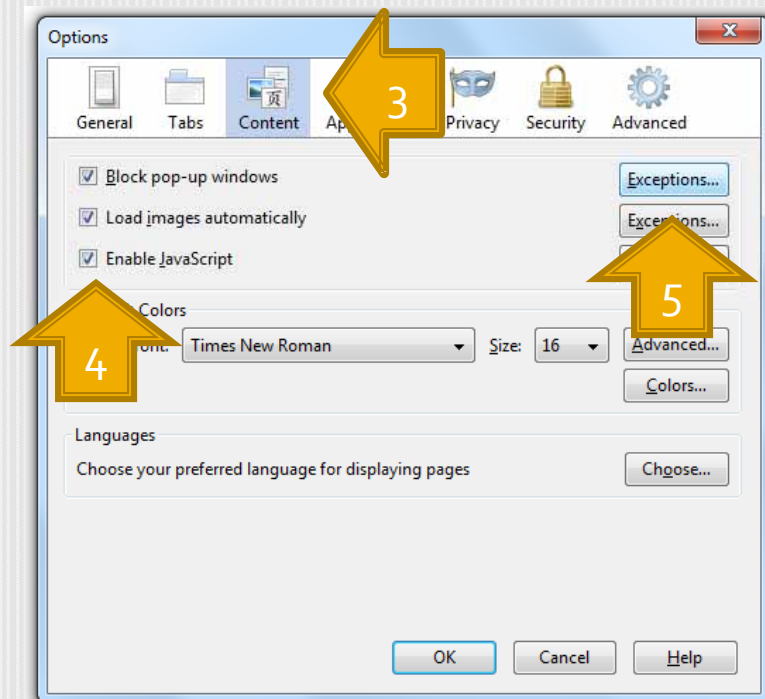 Options
3
General Tabs Content Privacy Security Advanced
Block pop-up windows Exceptions...
Load images automatically Exceptions...
Enable JavaScript
5
Colors
4
Times New Roman Size: 16 Advanced...
Colors...
Languages
Choose your preferred language for displaying pages Choose...
OK Cancel Help